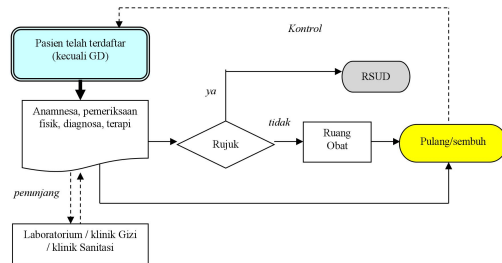 Pasien telah terdaftar
(kecuali GD)
Kontrol
RSUD
ya
Anamnesa, pemeriksaan
fisik, diagnosa, terapi
Rujuk
tidak
Ruang
Obat
Pulang/sembuh
penunjang
Laboratorium / klinik Gizi
/ klinik Sanitasi